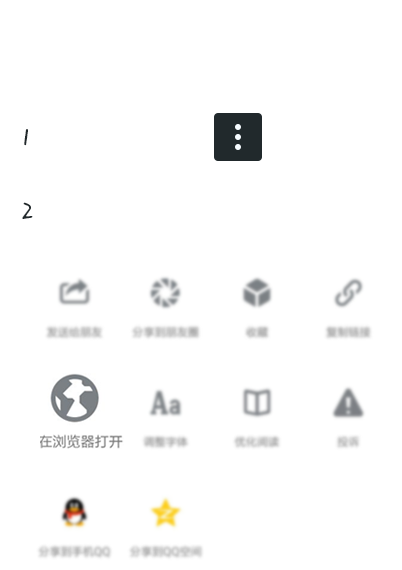 1
2
发送给朋友 分享到朋友圈 收藏 复制链接
Aa
在浏览器打开 调整字体 优化阅读 投诉
分享到手机QQ 分享到QQ空间